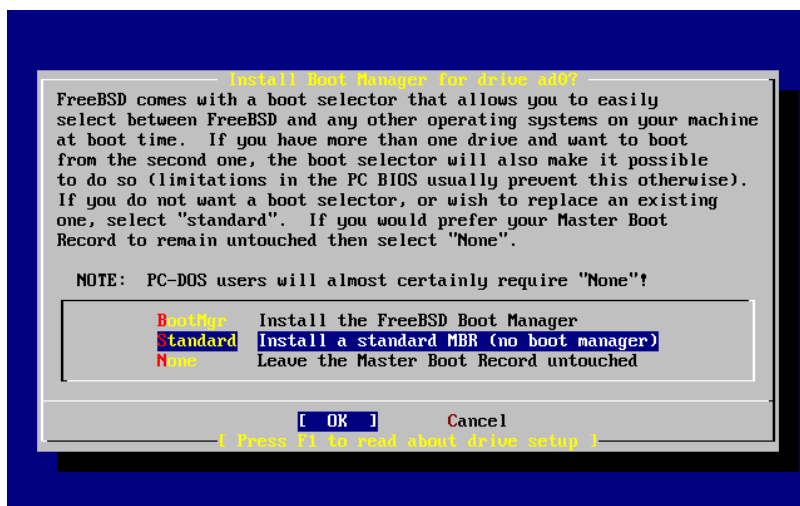 Install Boot Manager for drive ad0?
FreeBSD comes with a boot selector that allows you to easily
select between FreeBSD and any other operating systems on your machine
at boot time.  If you have more than one drive and want to boot
from the second one, the boot selector will also make it possible
to do so (limitations in the PC BIOS usually prevent this otherwise).
If you do not want a boot selector, or wish to replace an existing
one, select "standard".  If you would prefer your Master Boot
Record to remain untouched then select "None".
NOTE:  PC-DOS users will almost certainly require "None"!
BootMgr  Install the FreeBSD Boot Manager
Standard  Install a standard MBR (no boot manager)
None  Leave the Master Boot Record untouched
[  OK  ]  Cancel
[ Press F1 to read about drive setup ]